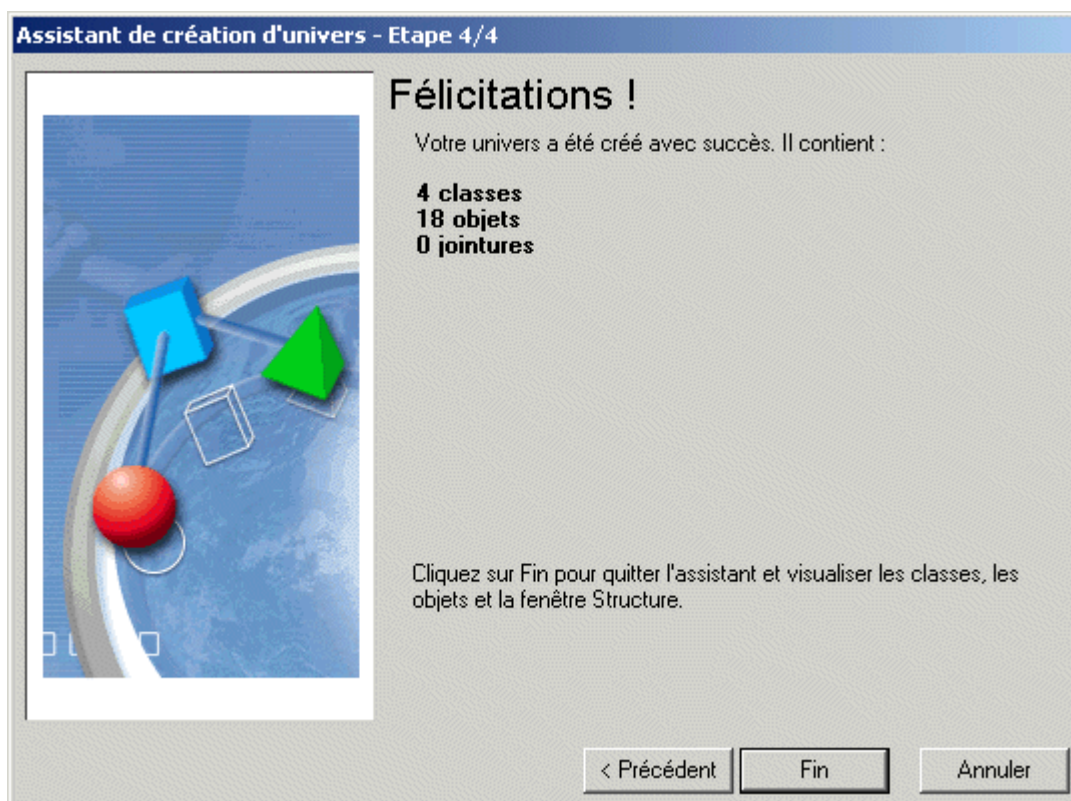 Assistant de création d'univers - Etape 4/4
Félicitations !
Votre univers a été créé avec succès. Il contient :
4 classes
18 objets
0 jointures
Cliquez sur Fin pour quitter l'assistant et visualiser les classes, les
objets et la fenêtre Structure.
< Précédent
Fin
Annuler